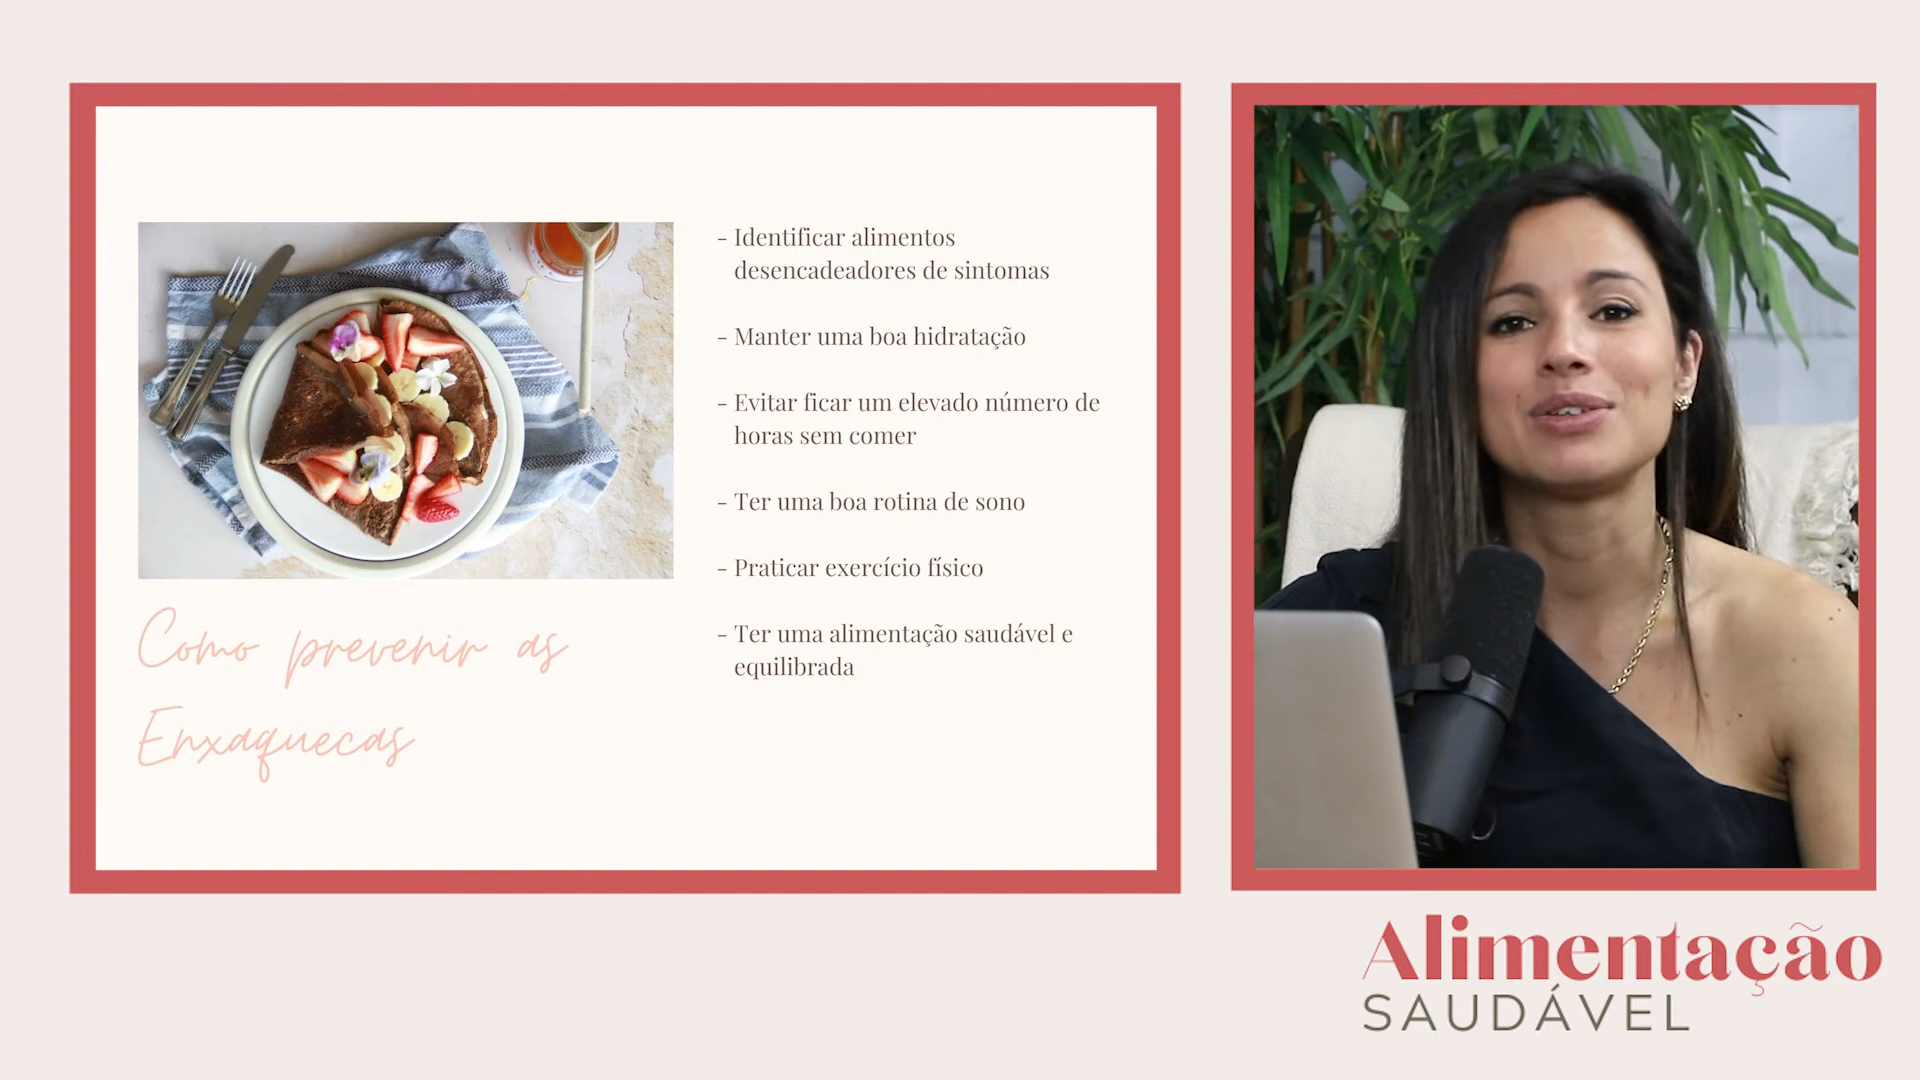 - Identificar alimentos
desencadeadores de sintomas
- Manter uma boa hidratação
- Evitar ficar um elevado número de
horas sem comer
- Ter uma boa rotina de sono
- Praticar exercício físico
- Ter uma alimentação saudável e
equilibrada
Como prevenir as
Enxaquecas
Alimentação
SAUDÁVEL